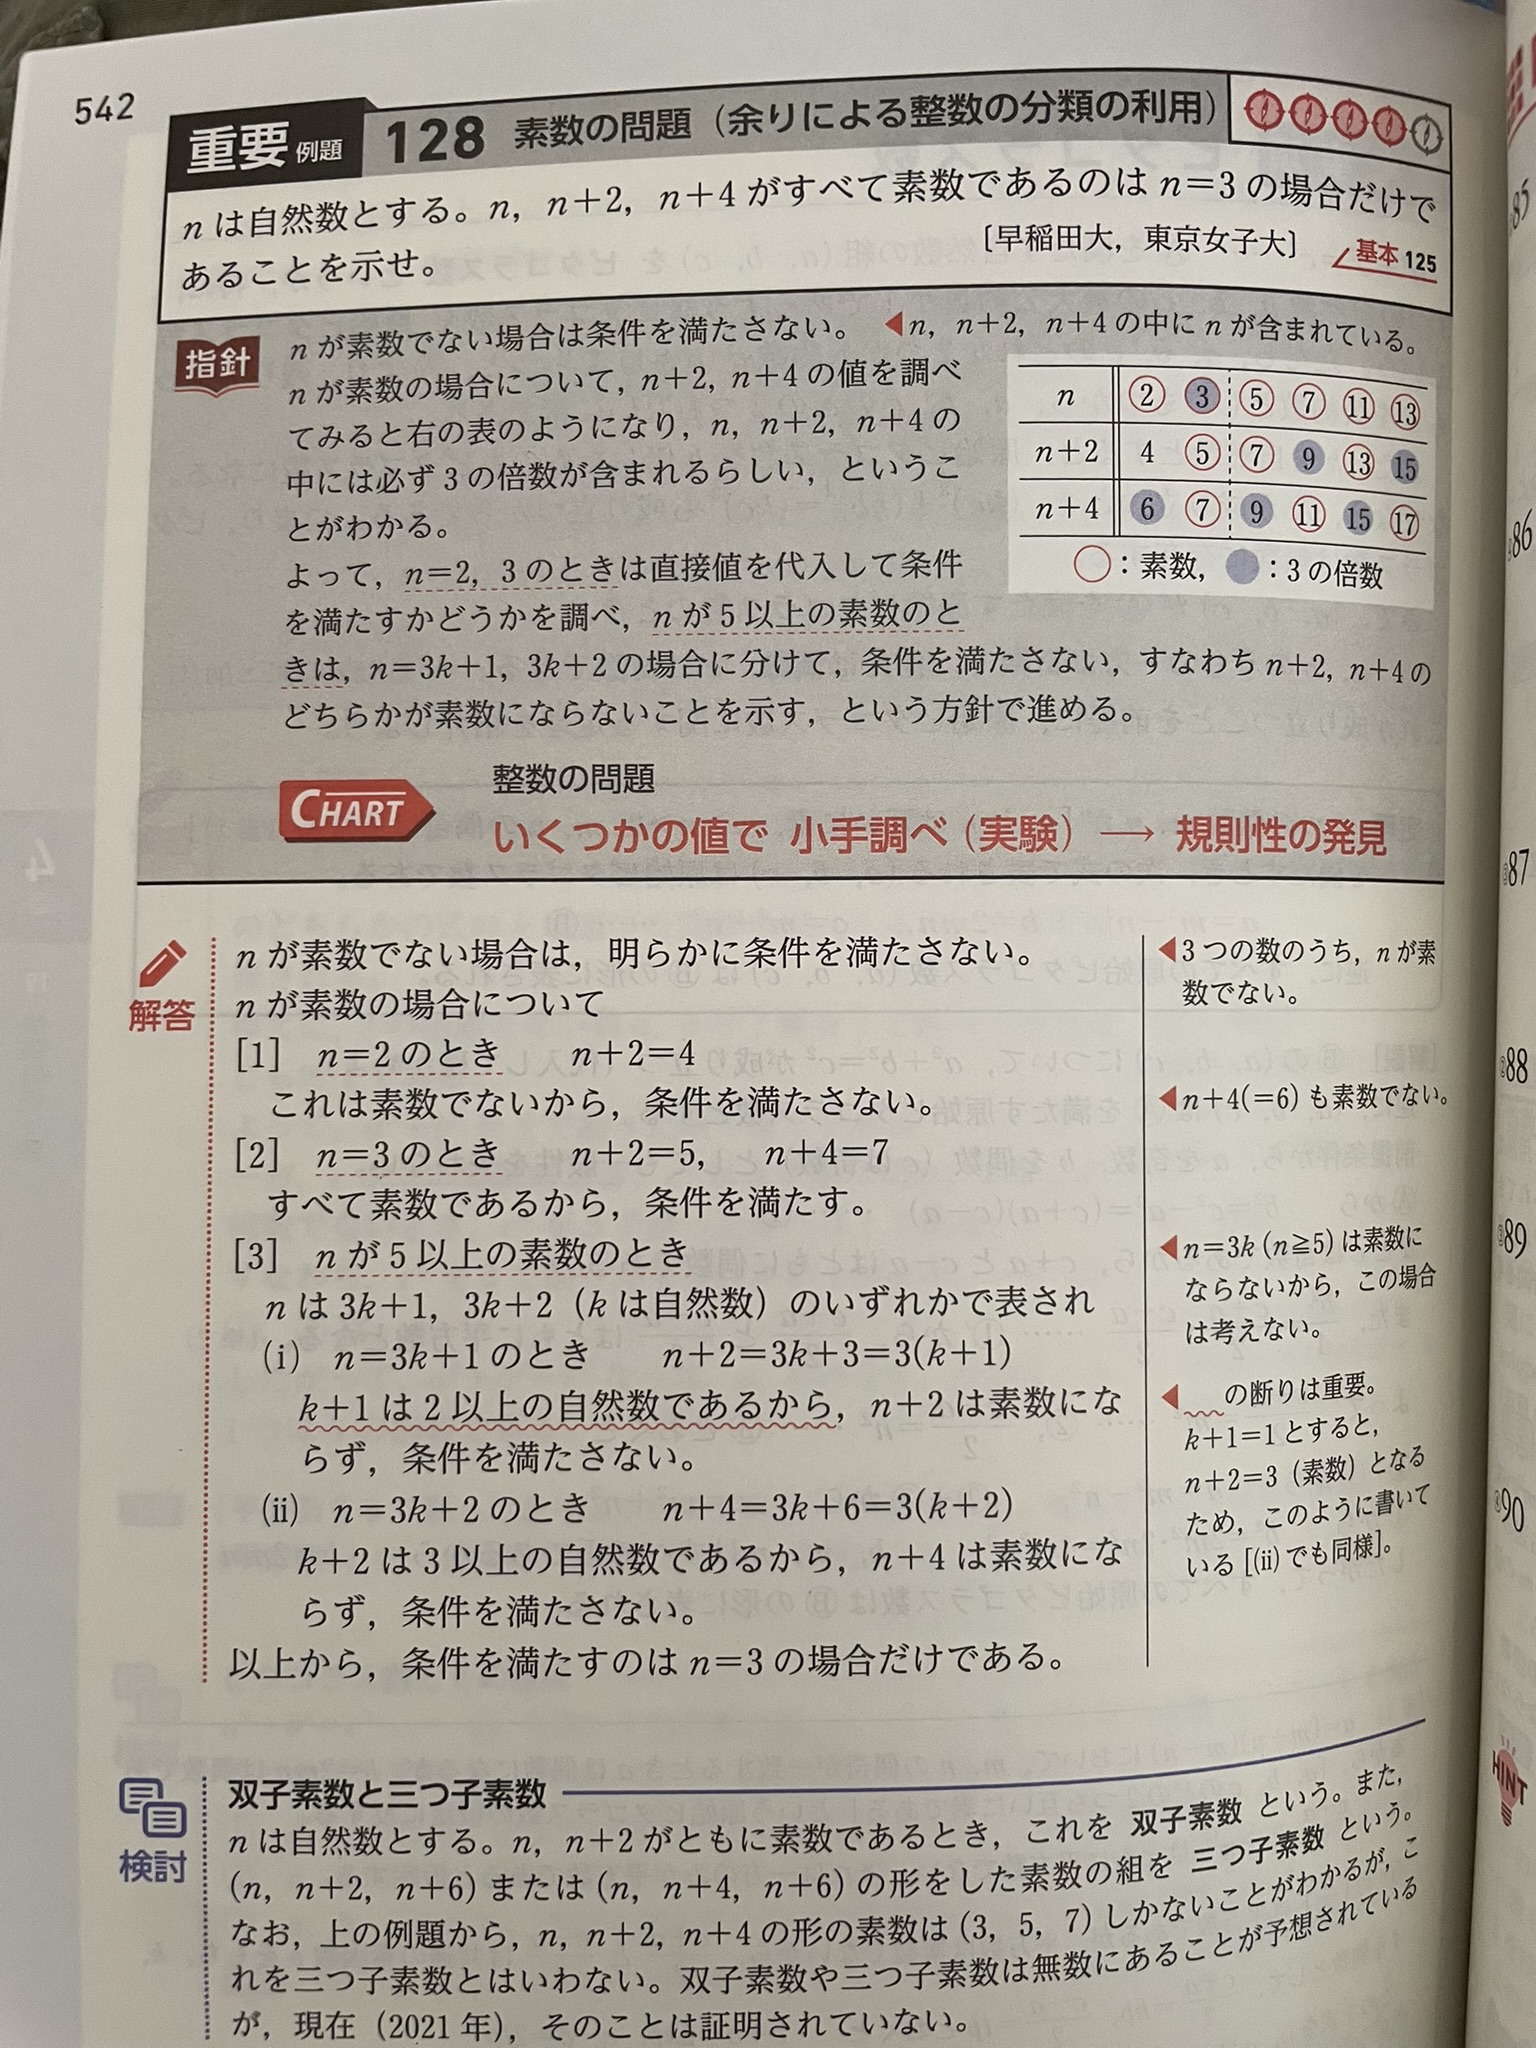 542
重要 例題 128 素数の問題（余りによる整数の分類の利用）
nは自然数とする。n，n+2，n+4がすべて素数であるのはn=3の場合だけで
あることを示せ。
［早稲田大，東京女子大］
基本 125
指針
nが素数でない場合は条件を満たさない。
◀n，n+2，n+4の中にnが含まれている。
nが素数の場合について，n+2，n+4の値を調べ
てみると右の表のようになり，n，n+2，n+4の
中には必ず3の倍数が含まれるらしい，というこ
とがわかる。
よって，n=2，3のときは直接値を代入して条件
を満たすかどうかを調べ，nが5以上の素数のと
きは，n=3k+1，3k+2の場合に分けて，条件を満たさない，すなわちn+2，n+4の
どちらかが素数にならないことを示す，という方針で進める。
n 2 3 5 7 11 13
n+2 4 5 7 9 13 15
n+4 6 7 9 11 15 17
○：素数，●：3の倍数
CHART
整数の問題
いくつかの値で 小手調べ（実験）→ 規則性の発見
解答
nが素数でない場合は，明らかに条件を満たさない。
nが素数の場合について
[1] n=2のとき n+2=4
これは素数でないから，条件を満たさない。
[2] n=3のとき n+2=5， n+4=7
すべて素数であるから，条件を満たす。
[3] nが5以上の素数のとき
nは3k+1，3k+2（kは自然数）のいずれかで表され
(i) n=3k+1のとき n+2=3k+3=3(k+1)
k+1は2以上の自然数であるから，n+2は素数にな
らず，条件を満たさない。
(ii) n=3k+2のとき n+4=3k+6=3(k+2)
k+2は3以上の自然数であるから，n+4は素数にな
らず，条件を満たさない。
以上から，条件を満たすのはn=3の場合だけである。
◀3つの数のうち，nが素
数でない。
◀n+4(=6)も素数でない。
◀n=3k(n≧5)は素数に
ならないから，この場合
は考えない。
◀の断りは重要。
k+1=1とすると，
n+2=3（素数）となる
ため，このように書いて
いる[(ii)でも同様]。
検討
双子素数と三つ子素数
nは自然数とする。n，n+2がともに素数であるとき，これを 双子素数 という。また，
(n，n+2，n+6)または(n，n+4，n+6)の形をした素数の組を 三つ子素数 という。
なお，上の例題から，n，n+2，n+4の形の素数は(3，5，7)しかないことがわかるが，こ
れを三つ子素数とはいわない。双子素数や三つ子素数は無数にあることが予想されている
が，現在（2021年），そのことは証明されていない。
85
86
87
88
89
90
HINT